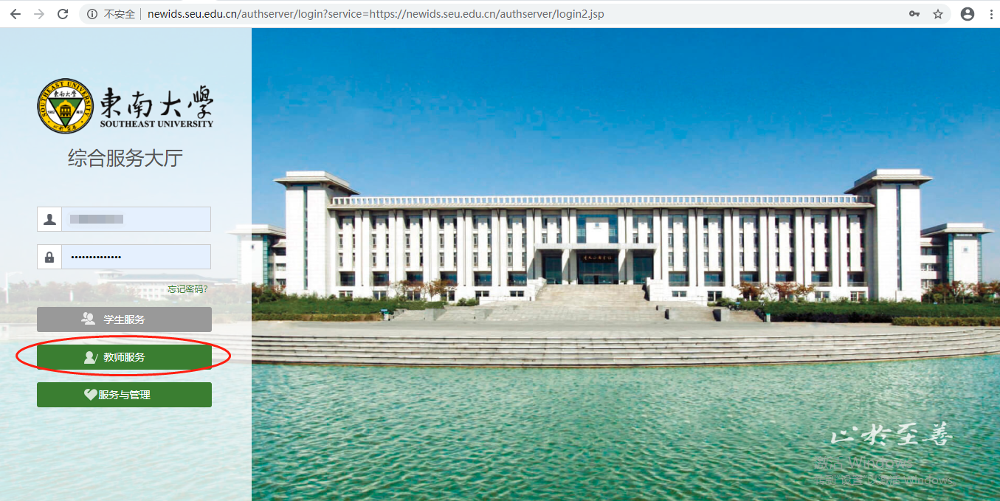 不安全 newids.seu.edu.cn/authserver/login?service=https://newids.seu.edu.cn/authserver/login2.jsp
SOUTHEAST UNIVERSITY
東南大學
SOUTHEAST UNIVERSITY
综合服务大厅
忘记密码?
学生服务
教师服务
服务与管理
止於至善
激活 Windows
转到"设置"以激活 Windows。